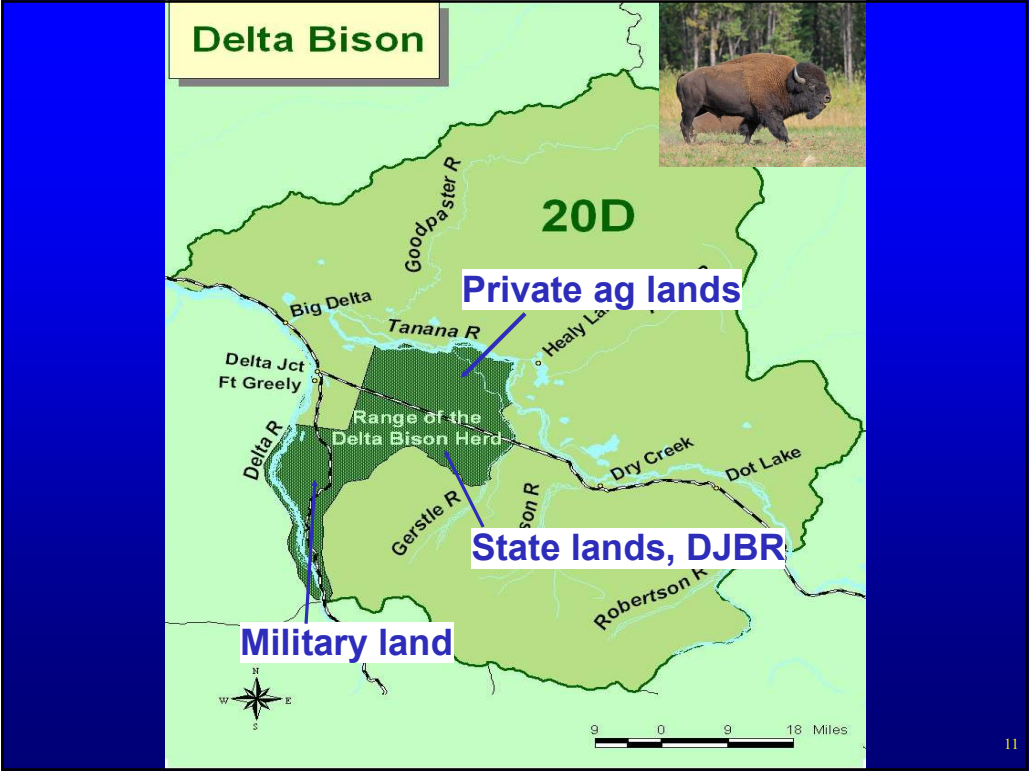 Delta Bison
Goodpaster R
20D
Private ag lands
Big Delta
Tanana R
Healy
Delta Jct
Ft Greely
Range of the
Delta Bison Herd
Delta R
Dry Creek
Dot Lake
Gerstle R
son R
State lands, DJBR
Robertson R
Military land
N
W E
S
9 0 9 18 Miles
11